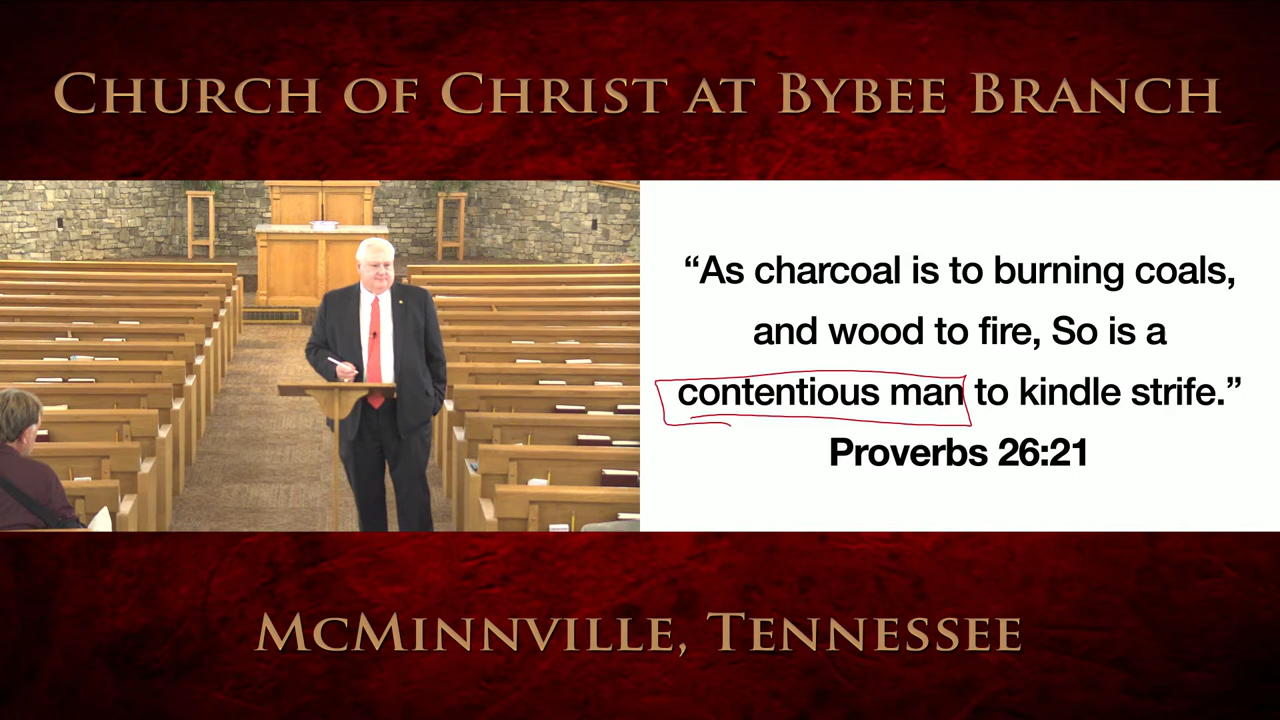 CHURCH OF CHRIST AT BYBEE BRANCH
“As charcoal is to burning coals,
and wood to fire, So is a
contentious man to kindle strife.”
Proverbs 26:21
MCMINNVILLE, TENNESSEE